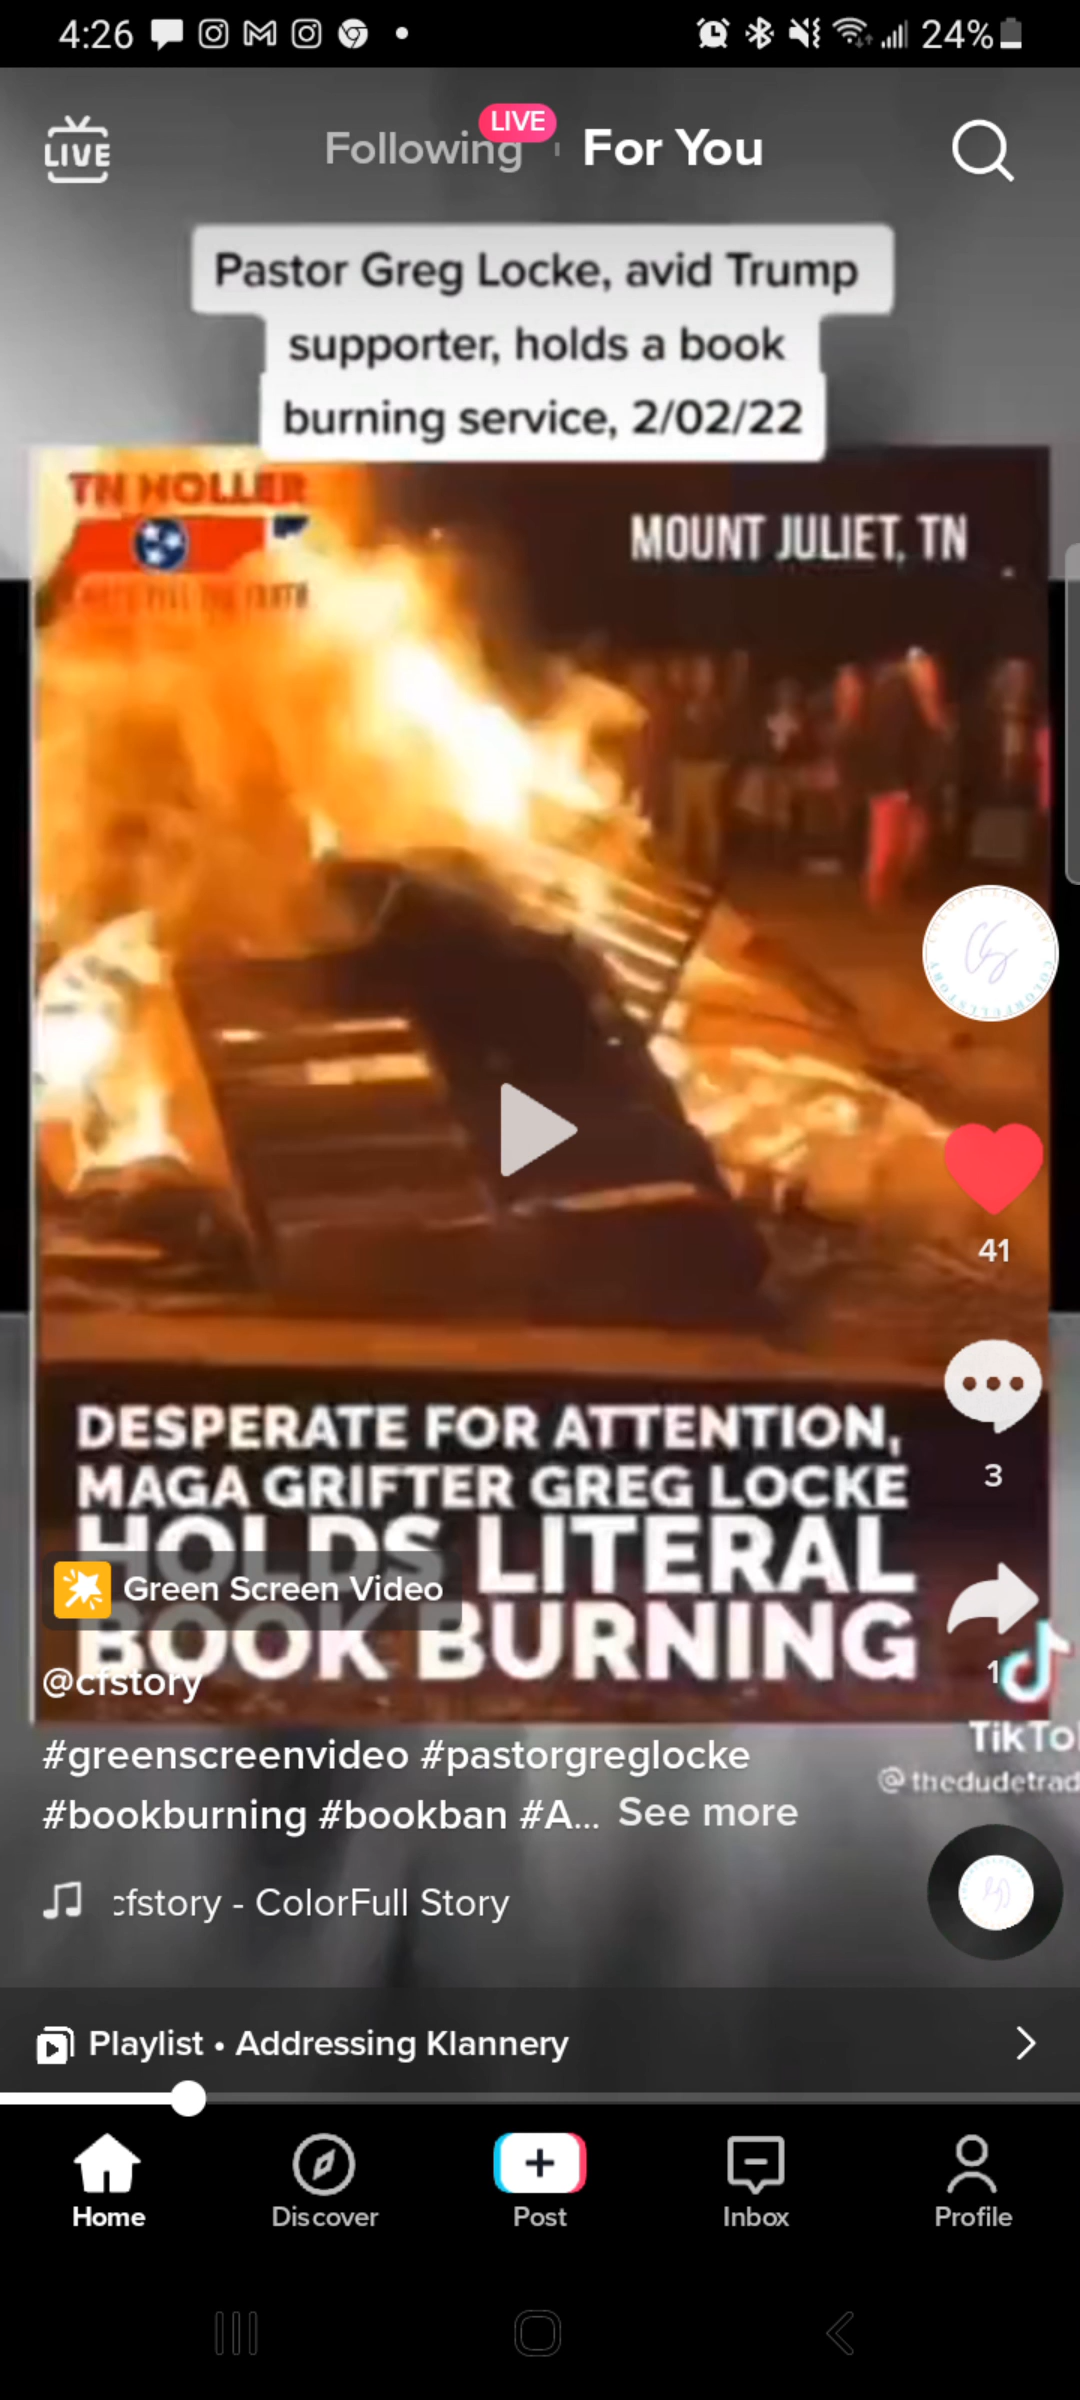 4:26
24%
LIVE
Following
LIVE
For You
Pastor Greg Locke, avid Trump
supporter, holds a book
burning service, 2/02/22
TN HOLLER
MOUNT JULIET, TN
41
3
DESPERATE FOR ATTENTION,
MAGA GRIFTER GREG LOCKE
HOLDS LITERAL
BOOK BURNING
Green Screen Video
1
@cfstory
TikTo
@thedudetrad
#greenscreenvideo #pastorgreglocke
#bookburning #bookban #A... See more
cfstory - ColorFull Story
Playlist • Addressing Klannery
Home
Discover
Post
Inbox
Profile